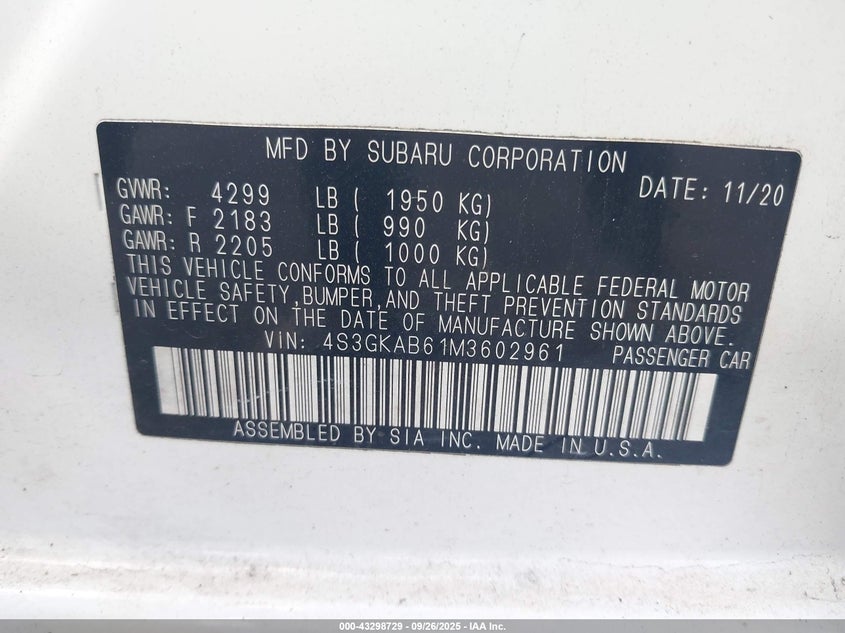 MFD BY SUBARU CORPORATION
GVWR: 4299 LB ( 1950 KG) DATE: 11/20
GAWR: F 2183 LB ( 990 KG)
GAWR: R 2205 LB ( 1000 KG)
THIS VEHICLE CONFORMS TO ALL APPLICABLE FEDERAL MOTOR
VEHICLE SAFETY, BUMPER, AND THEFT PREVENTION STANDARDS
IN EFFECT ON THE DATE OF MANUFACTURE SHOWN ABOVE.
VIN: 4S3GKAB61M3602961 PASSENGER CAR
ASSEMBLED BY SIA INC. MADE IN U.S.A.
000-43298729 - 09/26/2025 - IAA Inc.